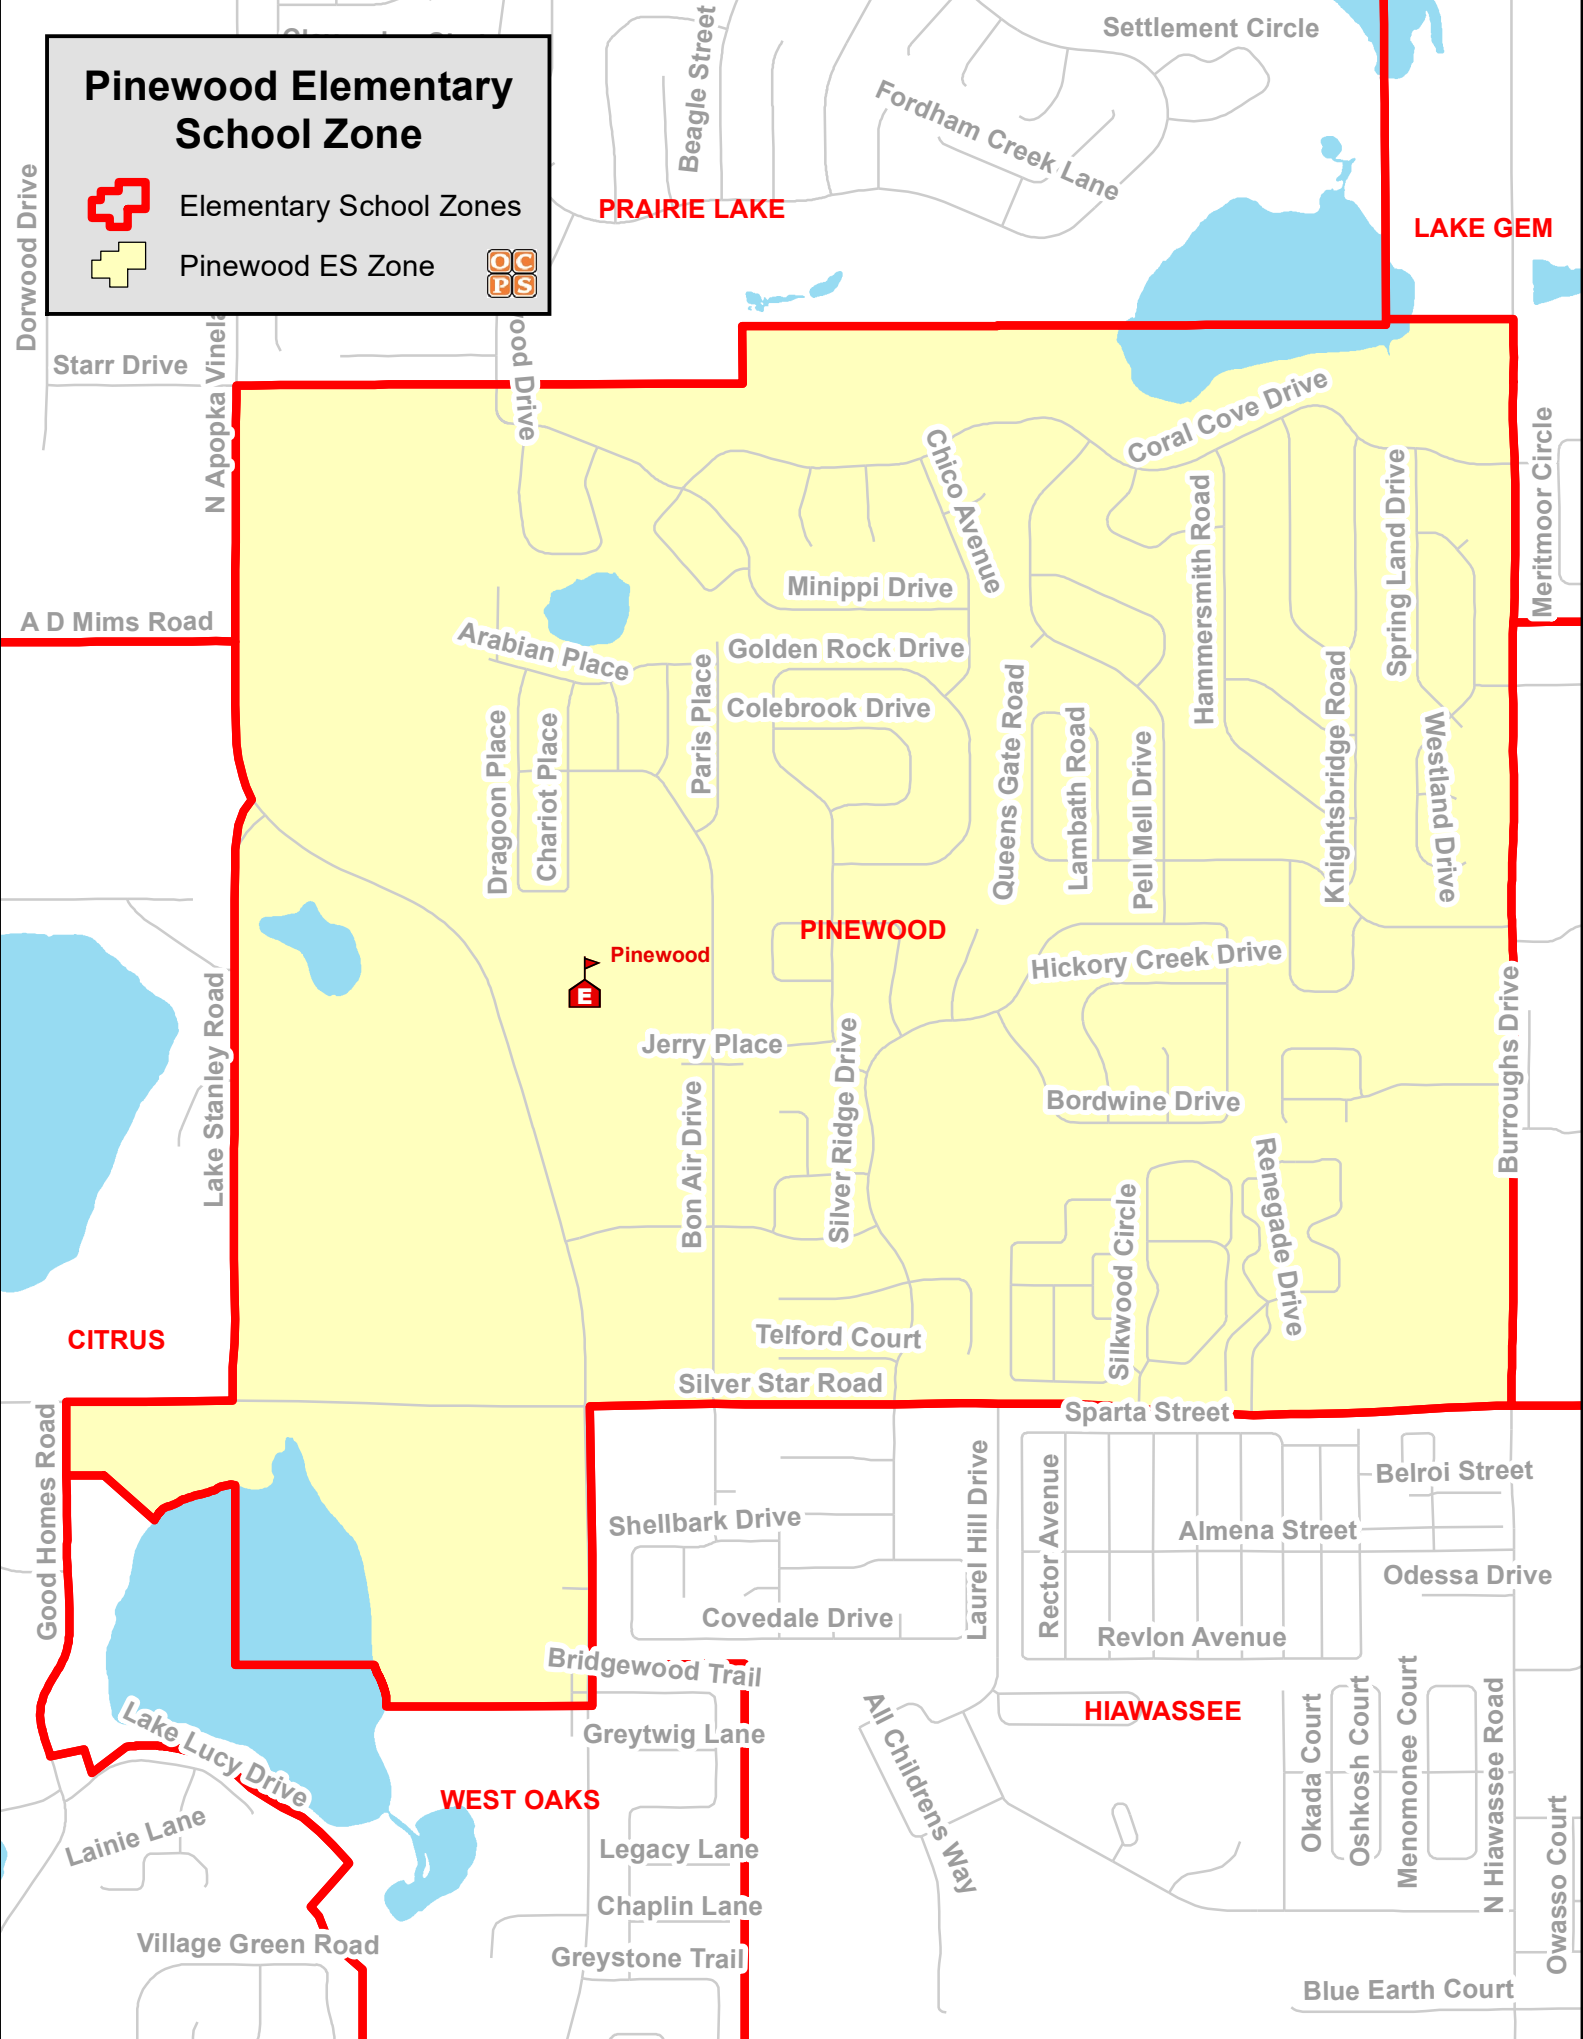 Settlement Circle
Beagle Street
Fordham Creek Lane
Pinewood Elementary
School Zone
Elementary School Zones
Pinewood ES Zone
OC
PS
Dorwood Drive
PRAIRIE LAKE
LAKE GEM
Starr Drive
N Apopka Vinela
ood Drive
Coral Cove Drive
Chico Avenue
Meritmoor Circle
Hammersmith Road
Spring Land Drive
Minippi Drive
A D Mims Road
Arabian Place
Golden Rock Drive
Paris Place
Colebrook Drive
Queens Gate Road
Knightsbridge Road
Dragoon Place
Chariot Place
Lambath Road
Pell Mell Drive
Westland Drive
PINEWOOD
Pinewood
E
Hickory Creek Drive
Lake Stanley Road
Burroughs Drive
Jerry Place
Silver Ridge Drive
Bon Air Drive
Bordwine Drive
Renegade Drive
Silkwood Circle
CITRUS
Telford Court
Silver Star Road
Sparta Street
Good Homes Road
Laurel Hill Drive
Rector Avenue
Belroi Street
Shellbark Drive
Almena Street
Odessa Drive
Covedale Drive
Revlon Avenue
Bridgewood Trail
Lake Lucy Drive
Greytwig Lane
All Childrens Way
HIAWASSEE
Okada Court
Oshkosh Court
Menomonee Court
N Hiawassee Road
WEST OAKS
Lainie Lane
Legacy Lane
Owasso Court
Chaplin Lane
Village Green Road
Greystone Trail
Blue Earth Court